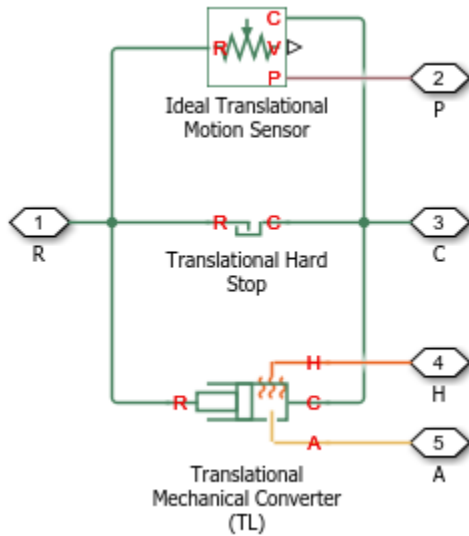 C
R V
P
2
P
Ideal Translational
Motion Sensor
1
R
R C
3
C
Translational Hard
Stop
H
4
H
R C
A
5
A
Translational
Mechanical Converter
(TL)